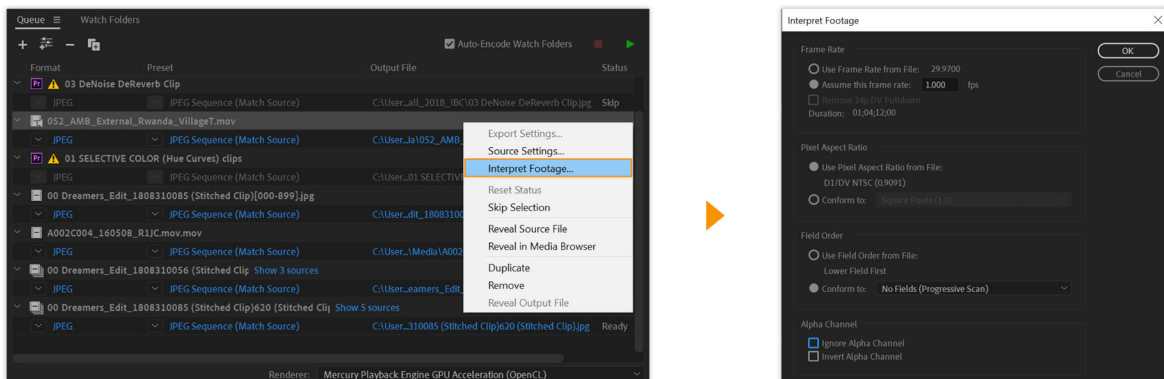 Queue ☰ Watch Folders
Auto-Encode Watch Folders
Format Preset Output File Status
Pr 03 DeNoise DeReverb Clip
JPEG JPEG Sequence (Match Source) C:\User...all_2018_IBC\03 DeNoise DeReverb Clip.jpg Skip
052_AMB_External_Rwanda_VillageT.mov
JPEG JPEG Sequence (Match Source) C:\User...ia\052_AMB_
Pr 01 SELECTIVE COLOR (Hue Curves) clips
JPEG JPEG Sequence (Match Source) C:\User...01 SELECTIV
00 Dreamers_Edit_1808310085 (Stitched Clip)[000-899].jpg
JPEG JPEG Sequence (Match Source) C:\User...dit_18083100
A002C004_160508_R1JC.mov.mov
JPEG JPEG Sequence (Match Source) C:\User...\Media\A002
00 Dreamers_Edit_1808310056 (Stitched Clip Show 3 sources
JPEG JPEG Sequence (Match Source) C:\User...eamers_Edit_
00 Dreamers_Edit_1808310085 (Stitched Clip)620 (Stitched Cli Show 5 sources
JPEG JPEG Sequence (Match Source) C:\User...310085 (Stitched Clip)620 (Stitched Clip).jpg Ready
Renderer: Mercury Playback Engine GPU Acceleration (OpenCL)
Export Settings...
Source Settings...
Interpret Footage...
Reset Status
Skip Selection
Reveal Source File
Reveal in Media Browser
Duplicate
Remove
Reveal Output File
Interpret Footage
Frame Rate
Use Frame Rate from File: 29.9700
Assume this frame rate: 1.000 fps
Remove 24p DV Pulldown
Duration: 01;04;12;00
Pixel Aspect Ratio
Use Pixel Aspect Ratio from File:
D1/DV NTSC (0.9091)
Conform to: Square Pixels (1.0)
Field Order
Use Field Order from File:
Lower Field First
Conform to: No Fields (Progressive Scan)
Alpha Channel
Ignore Alpha Channel
Invert Alpha Channel
OK
Cancel